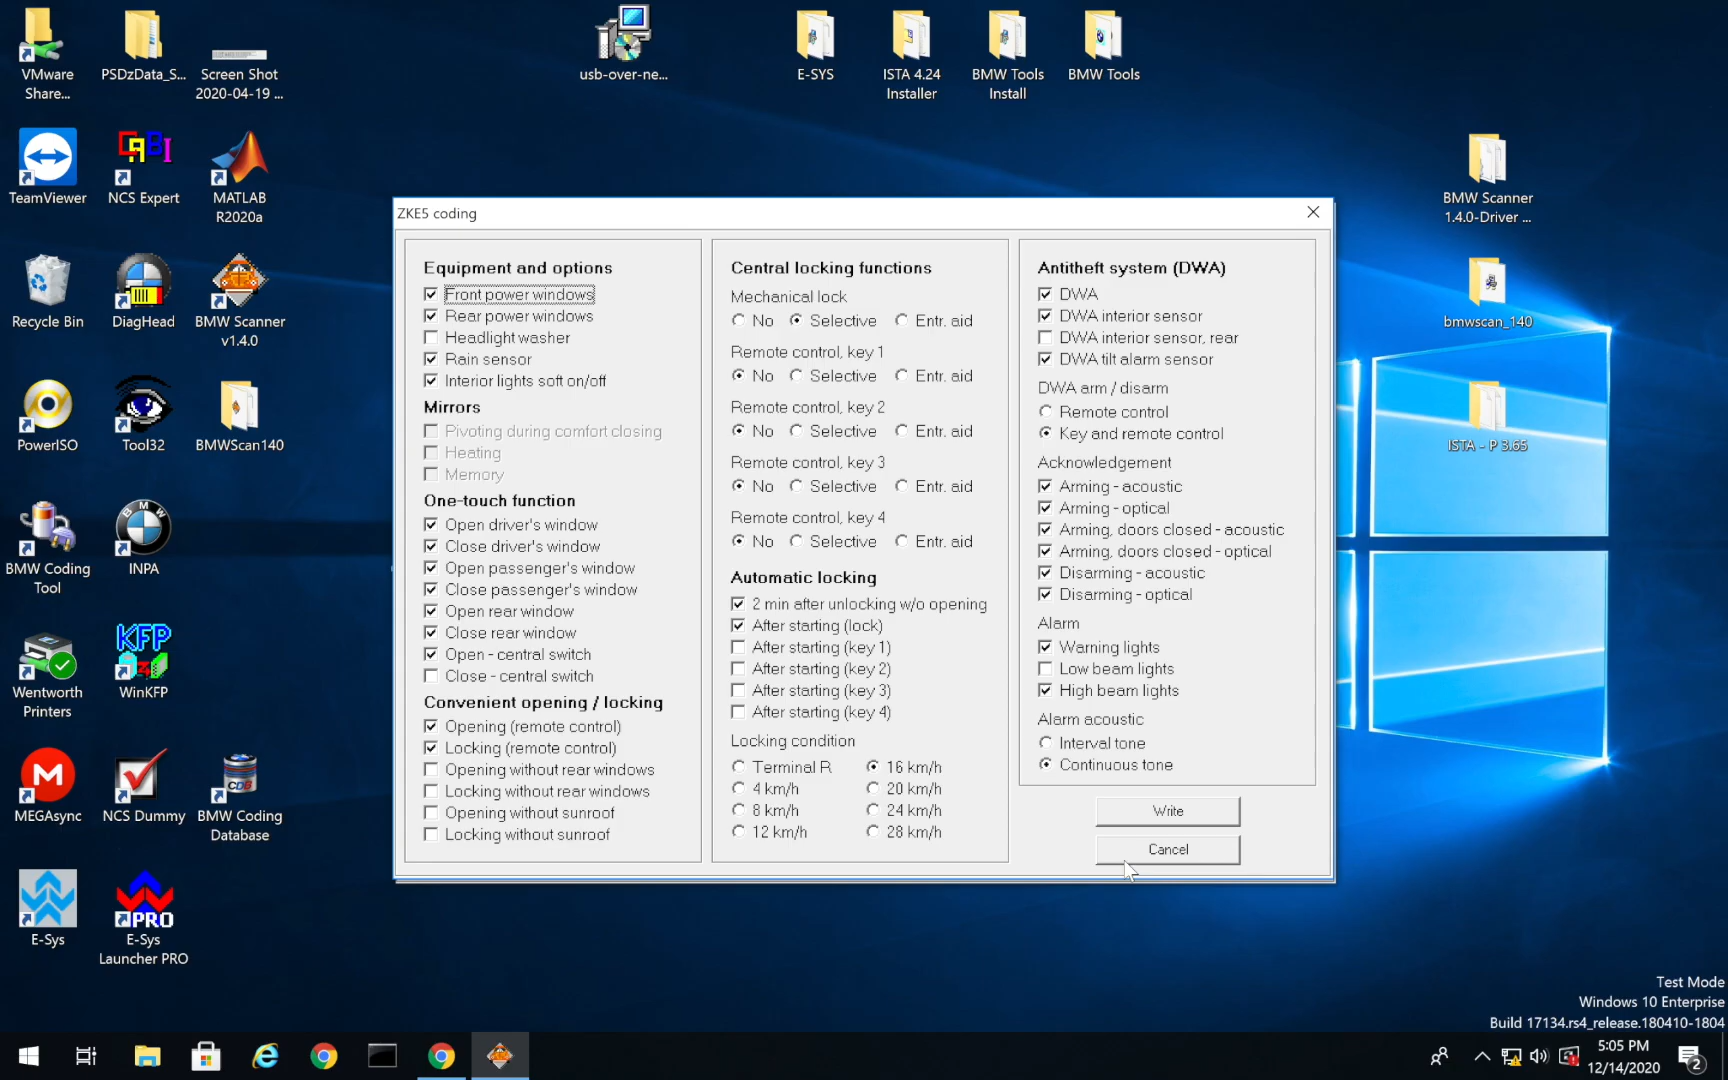 VMware
Share...
PSDzData_S...
Screen Shot
2020-04-19 ...
usb-over-ne...
E-SYS
ISTA 4.24
Installer
BMW Tools
Install
BMW Tools
TeamViewer
CABI
NCS Expert
MATLAB
R2020a
BMW Scanner
1.4.0-Driver ...
Recycle Bin
DiagHead
BMW Scanner
v1.4.0
bmwscan_140
PowerISO
Tool32
BMWScan140
ISTA - P 3.65
BMW Coding
Tool
BMW
INPA
Wentworth
Printers
KFP
WinKFP
M
MEGAsync
NCS Dummy
CDB
BMW Coding
Database
E-Sys
PRO
E-Sys
Launcher PRO
ZKE5 coding
Equipment and options
Front power windows
Rear power windows
Headlight washer
Rain sensor
Interior lights soft on/off
Mirrors
Pivoting during comfort closing
Heating
Memory
One-touch function
Open driver's window
Close driver's window
Open passenger's window
Close passenger's window
Open rear window
Close rear window
Open - central switch
Close - central switch
Convenient opening / locking
Opening (remote control)
Locking (remote control)
Opening without rear windows
Locking without rear windows
Opening without sunroof
Locking without sunroof
Central locking functions
Mechanical lock
No Selective Entr. aid
Remote control, key 1
No Selective Entr. aid
Remote control, key 2
No Selective Entr. aid
Remote control, key 3
No Selective Entr. aid
Remote control, key 4
No Selective Entr. aid
Automatic locking
2 min after unlocking w/o opening
After starting (lock)
After starting (key 1)
After starting (key 2)
After starting (key 3)
After starting (key 4)
Locking condition
Terminal R 16 km/h
4 km/h 20 km/h
8 km/h 24 km/h
12 km/h 28 km/h
Antitheft system (DWA)
DWA
DWA interior sensor
DWA interior sensor, rear
DWA tilt alarm sensor
DWA arm / disarm
Remote control
Key and remote control
Acknowledgement
Arming - acoustic
Arming - optical
Arming, doors closed - acoustic
Arming, doors closed - optical
Disarming - acoustic
Disarming - optical
Alarm
Warning lights
Low beam lights
High beam lights
Alarm acoustic
Interval tone
Continuous tone
Write
Cancel
Test Mode
Windows 10 Enterprise
Build 17134.rs4_release.180410-1804
5:05 PM
12/14/2020
2